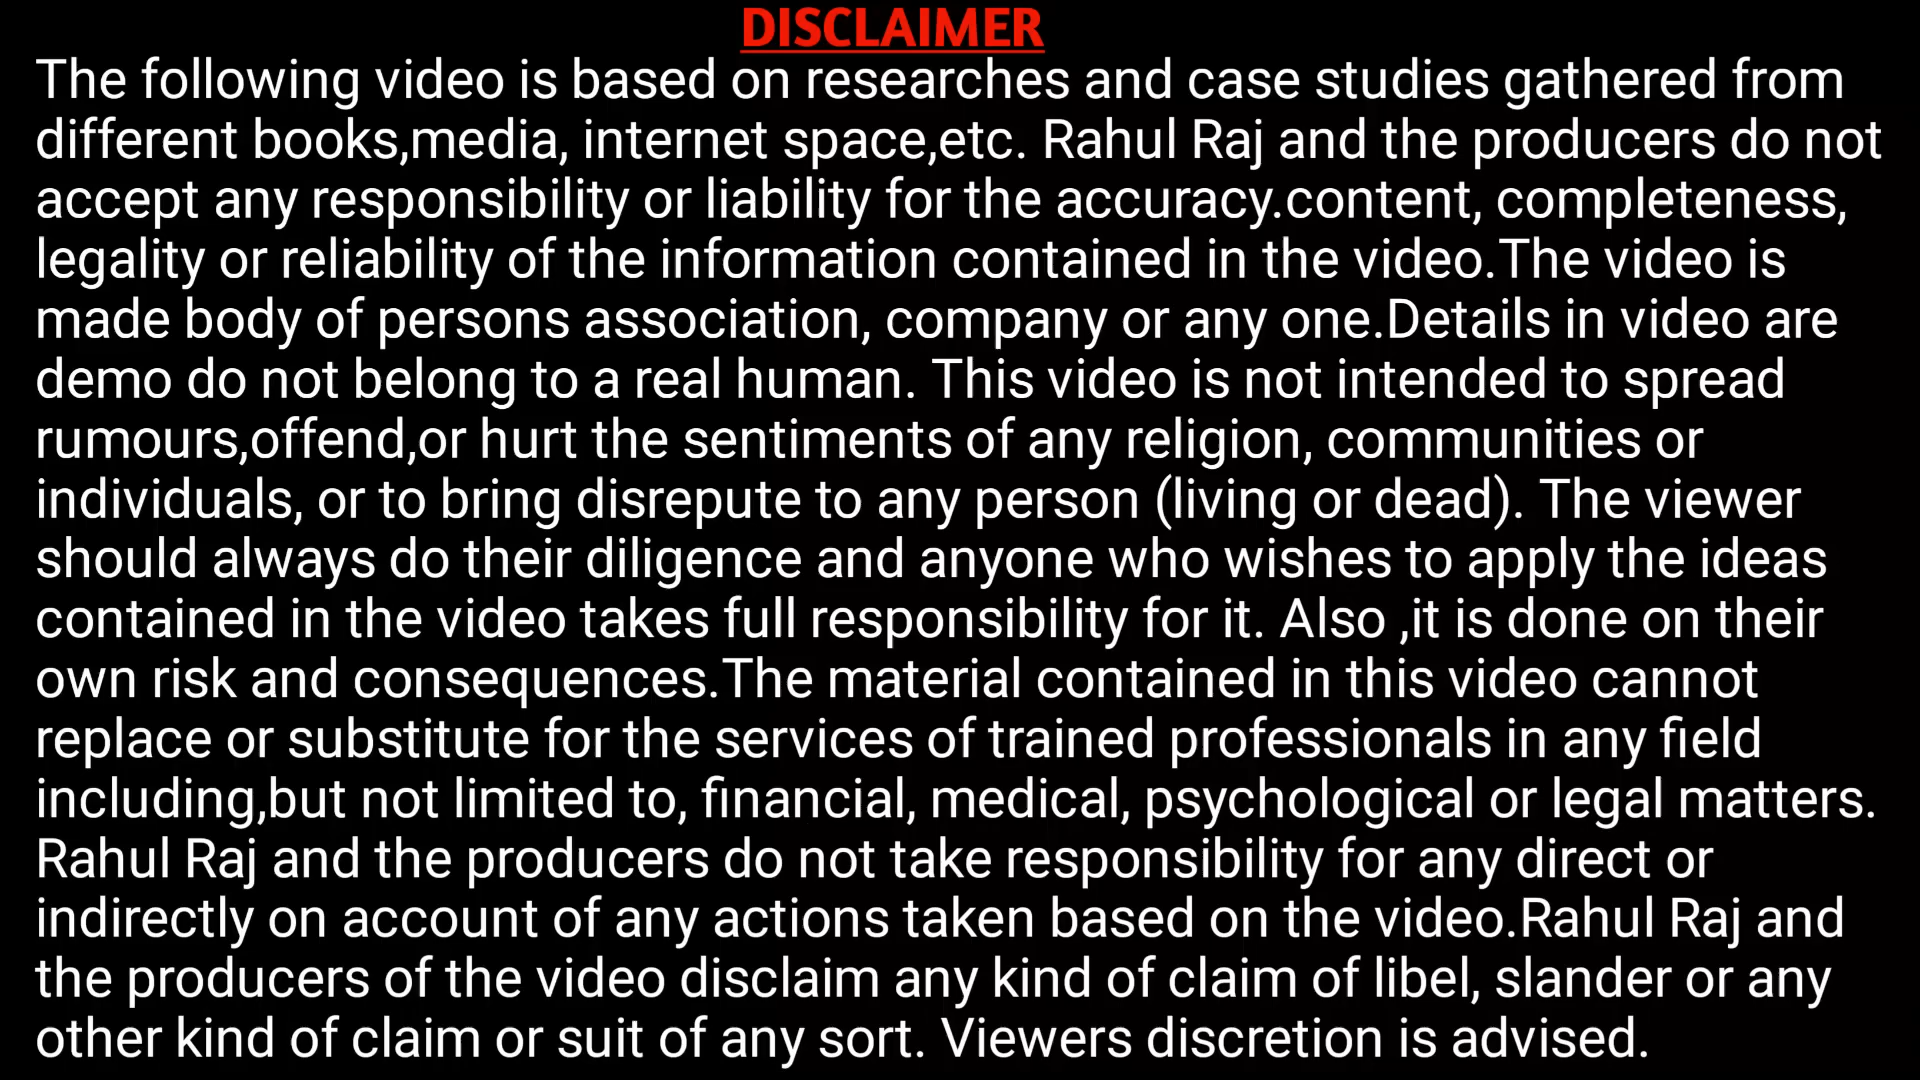 DISCLAIMER
The following video is based on researches and case studies gathered from
different books,media, internet space,etc. Rahul Raj and the producers do not
accept any responsibility or liability for the accuracy.content, completeness,
legality or reliability of the information contained in the video.The video is
made body of persons association, company or any one.Details in video are
demo do not belong to a real human. This video is not intended to spread
rumours,offend,or hurt the sentiments of any religion, communities or
individuals, or to bring disrepute to any person (living or dead). The viewer
should always do their diligence and anyone who wishes to apply the ideas
contained in the video takes full responsibility for it. Also ,it is done on their
own risk and consequences.The material contained in this video cannot
replace or substitute for the services of trained professionals in any field
including,but not limited to, financial, medical, psychological or legal matters.
Rahul Raj and the producers do not take responsibility for any direct or
indirectly on account of any actions taken based on the video.Rahul Raj and
the producers of the video disclaim any kind of claim of libel, slander or any
other kind of claim or suit of any sort. Viewers discretion is advised.